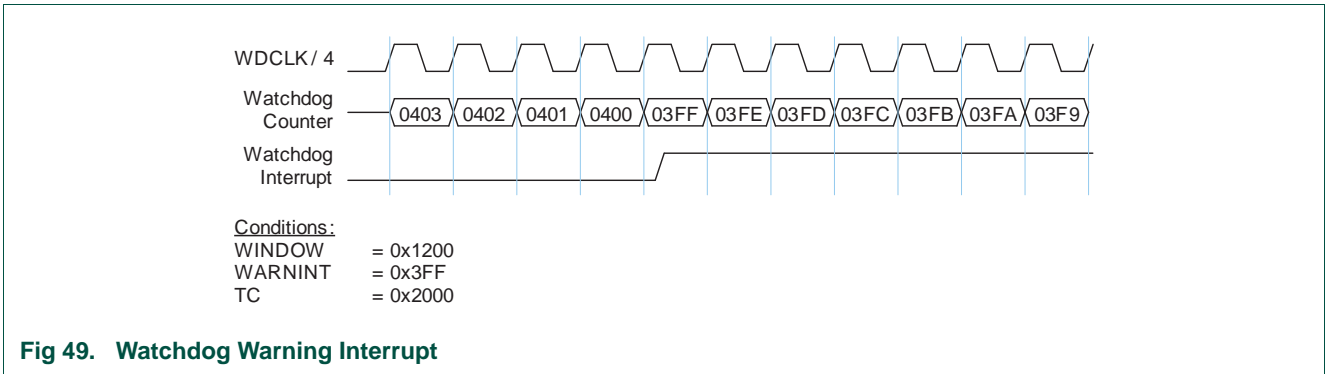 WDCLK / 4
Watchdog
Counter
0403 0402 0401 0400 03FF 03FE 03FD 03FC 03FB 03FA 03F9
Watchdog
Interrupt
Conditions:
WINDOW = 0x1200
WARNINT = 0x3FF
TC = 0x2000
Fig 49. Watchdog Warning Interrupt